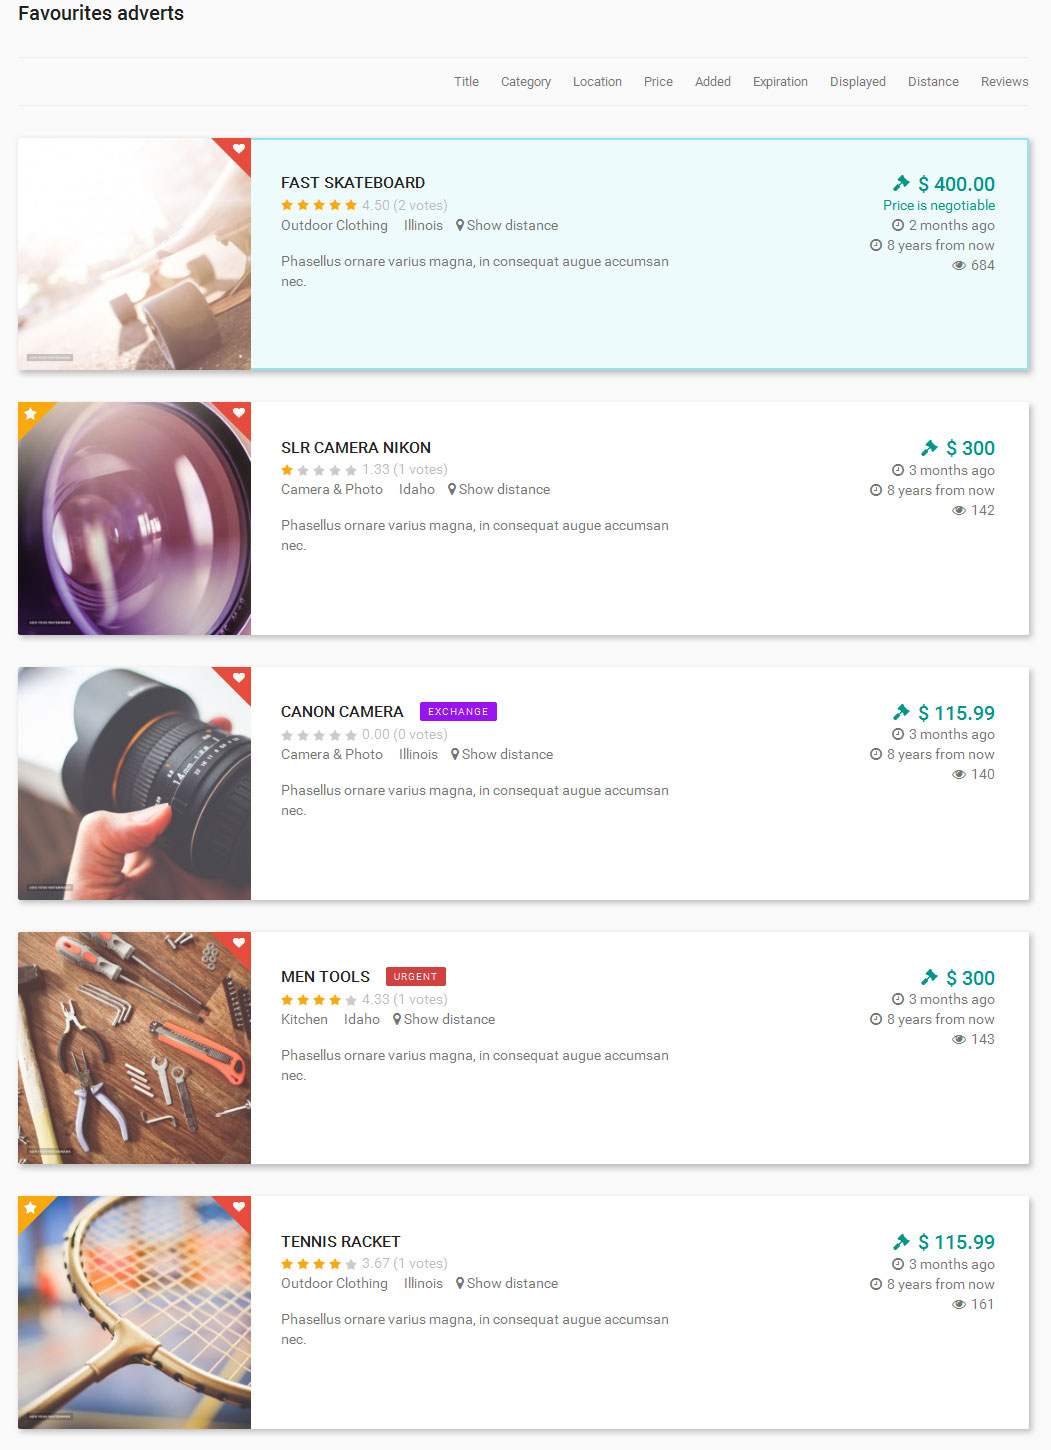 Favourites adverts
Title Category Location Price Added Expiration Displayed Distance Reviews
FAST SKATEBOARD
4.50 (2 votes)
Outdoor Clothing Illinois Show distance
Phasellus ornare varius magna, in consequat augue accumsan
nec.
$ 400.00
Price is negotiable
2 months ago
8 years from now
684
SLR CAMERA NIKON
1.33 (1 votes)
Camera & Photo Idaho Show distance
Phasellus ornare varius magna, in consequat augue accumsan
nec.
$ 300
3 months ago
8 years from now
142
CANON CAMERA EXCHANGE
0.00 (0 votes)
Camera & Photo Illinois Show distance
Phasellus ornare varius magna, in consequat augue accumsan
nec.
$ 115.99
3 months ago
8 years from now
140
MEN TOOLS URGENT
4.33 (1 votes)
Kitchen Idaho Show distance
Phasellus ornare varius magna, in consequat augue accumsan
nec.
$ 300
3 months ago
8 years from now
143
TENNIS RACKET
3.67 (1 votes)
Outdoor Clothing Illinois Show distance
Phasellus ornare varius magna, in consequat augue accumsan
nec.
$ 115.99
3 months ago
8 years from now
161